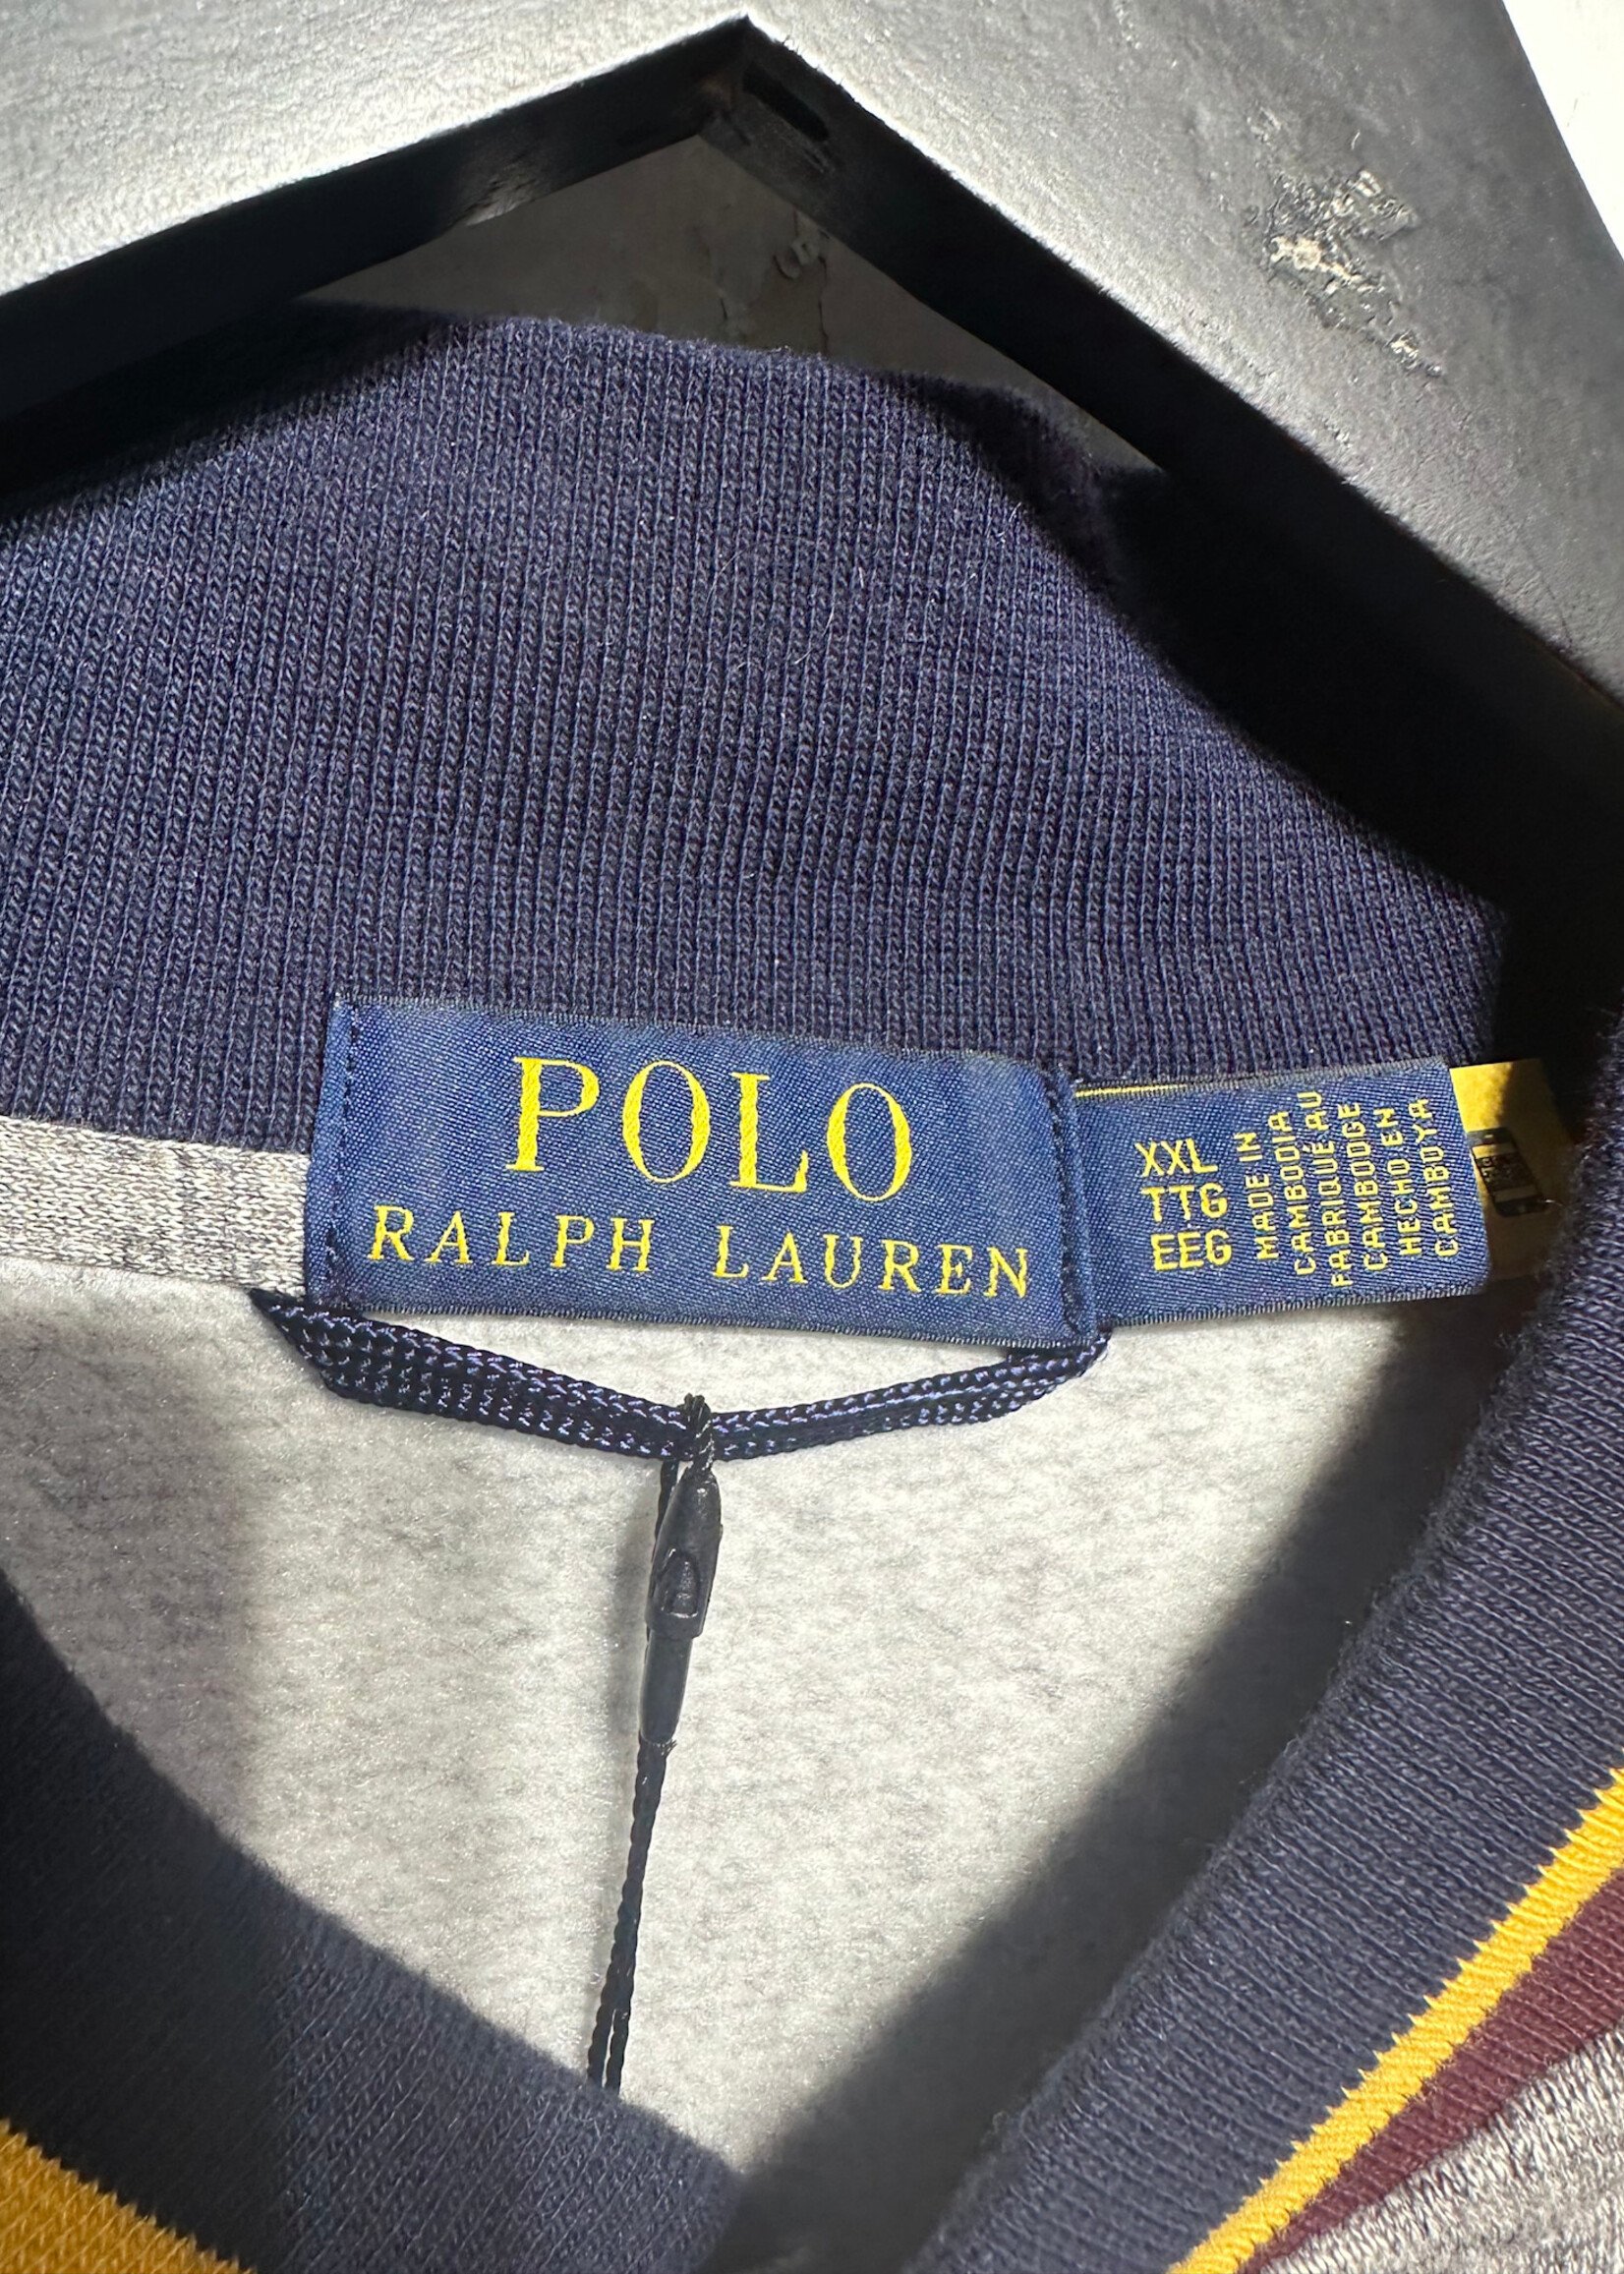 POLO
RALPH LAUREN
XXL
TTG
EEG
MADE IN
CAMBODIA
FABRIQUÉ AU
CAMBODGE
HECHO EN
CAMBOYA